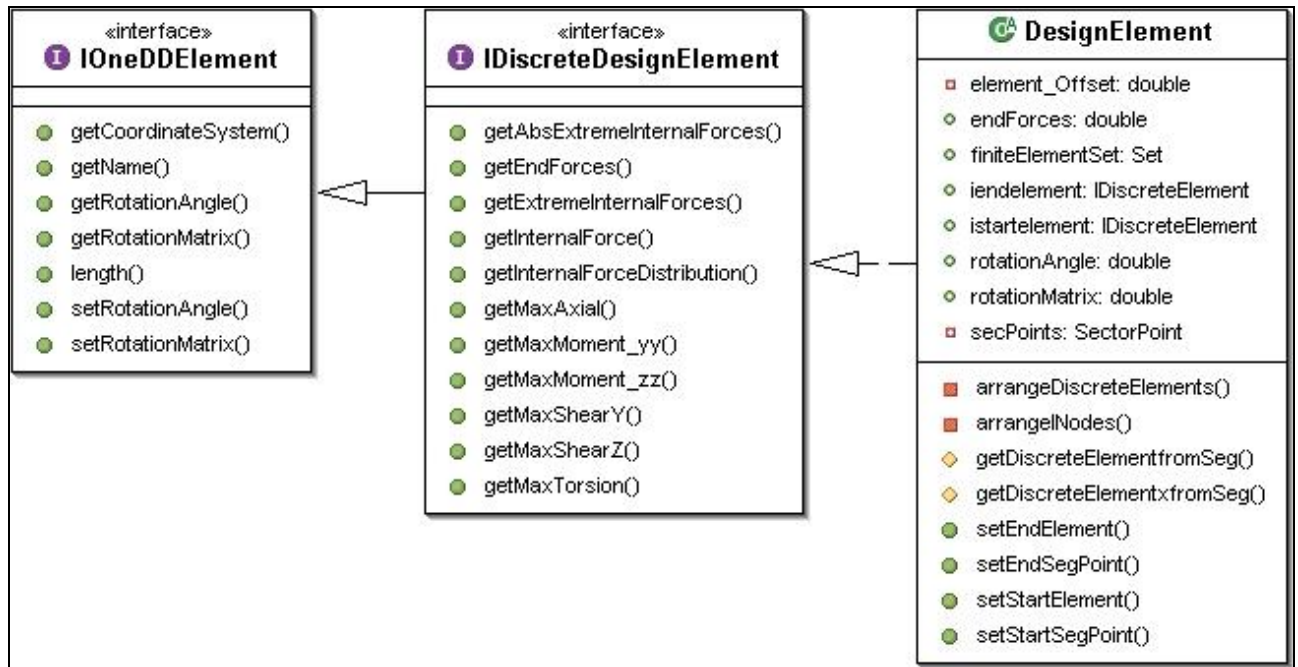 «interface»
I IOneDDElement
getCoordinateSystem()
getName()
getRotationAngle()
getRotationMatrix()
length()
setRotationAngle()
setRotationMatrix()
«interface»
I IDiscreteDesignElement
getAbsExtremeInternalForces()
getEndForces()
getExtremeInternalForces()
getInternalForce()
getInternalForceDistribution()
getMaxAxial()
getMaxMoment_yy()
getMaxMoment_zz()
getMaxShearY()
getMaxShearZ()
getMaxTorsion()
C A DesignElement
element_Offset: double
endForces: double
finiteElementSet: Set
iendelement: IDiscreteElement
istartelement: IDiscreteElement
rotationAngle: double
rotationMatrix: double
secPoints: SectorPoint
arrangeDiscreteElements()
arrangeINodes()
getDiscreteElementfromSeg()
getDiscreteElementxfromSeg()
setEndElement()
setEndSegPoint()
setStartElement()
setStartSegPoint()